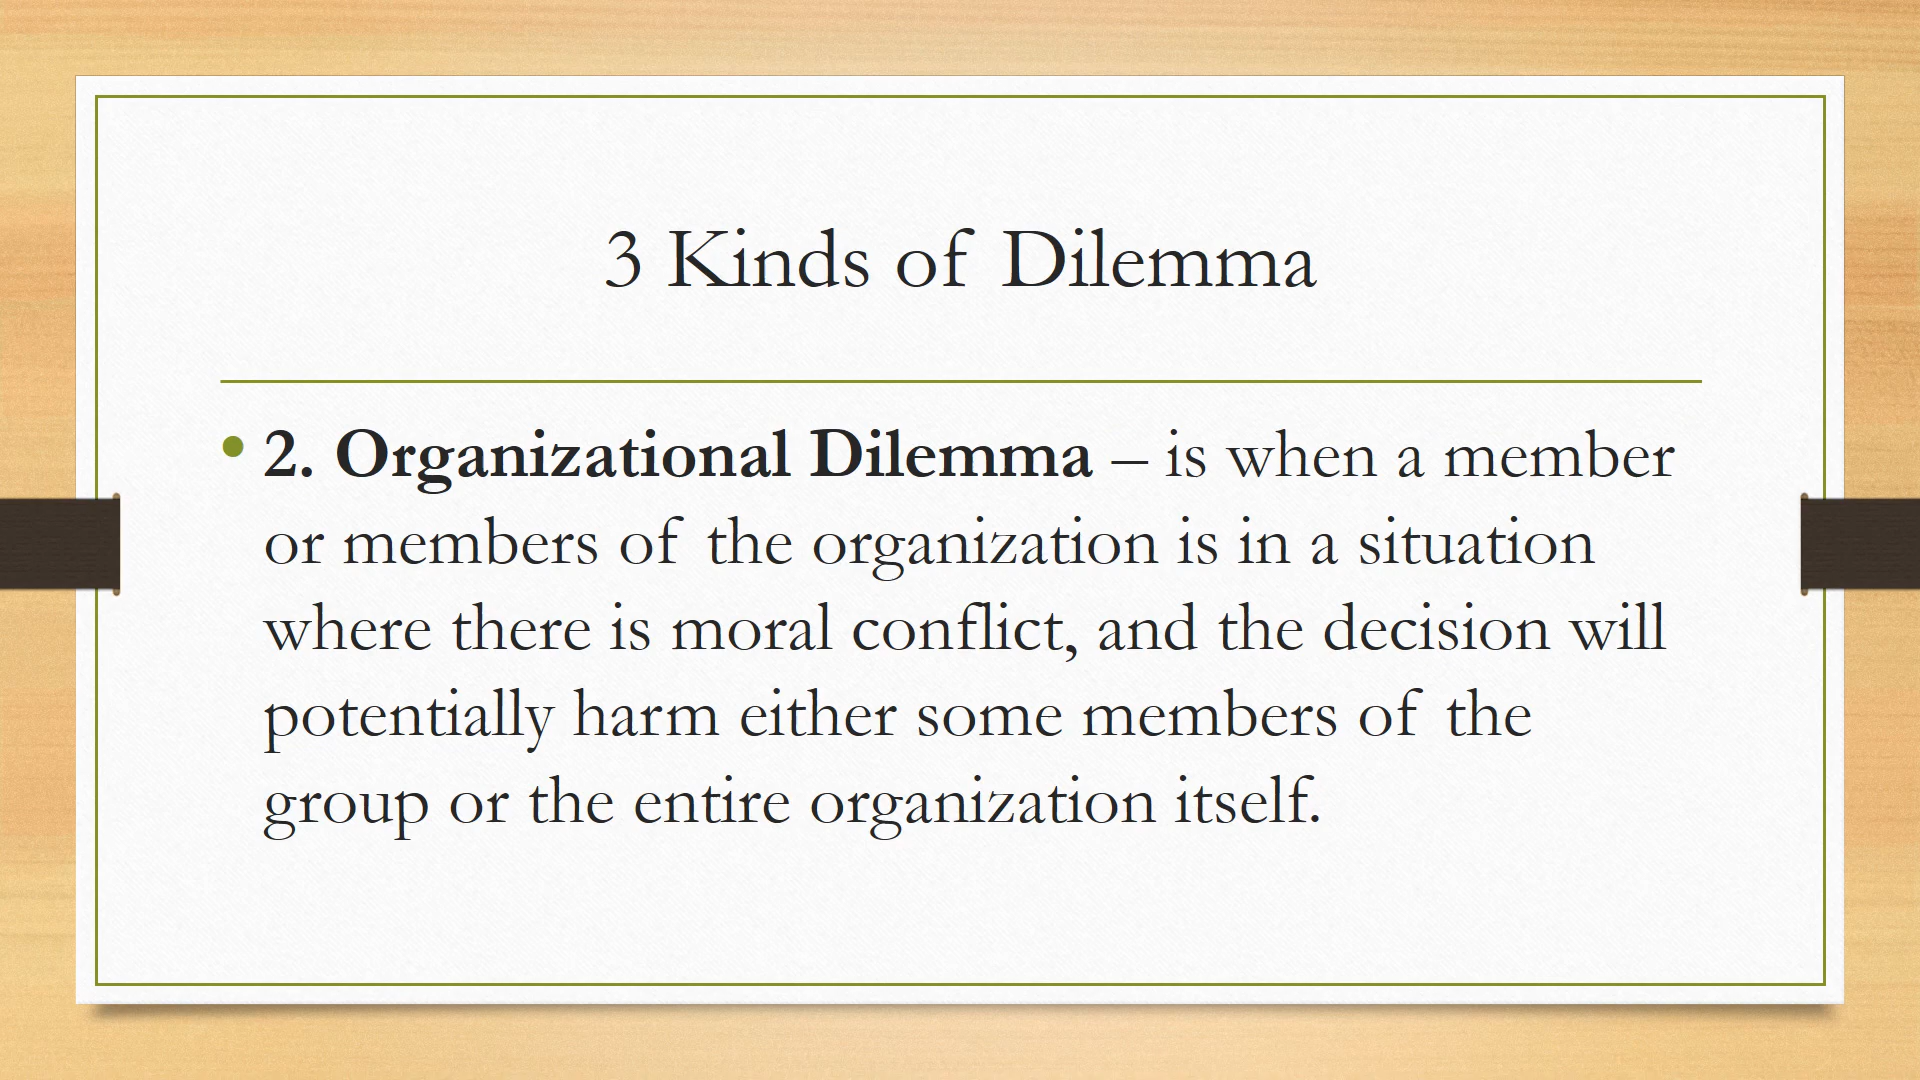 3 Kinds of Dilemma
• 2. Organizational Dilemma – is when a member
or members of the organization is in a situation
where there is moral conflict, and the decision will
potentially harm either some members of the
group or the entire organization itself.